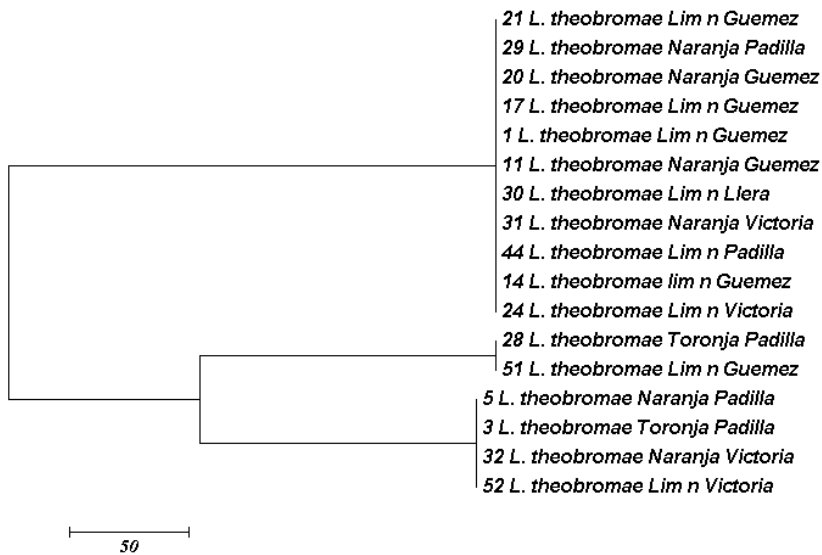 21 L. theobromae Lim n Guemez
29 L. theobromae Naranja Padilla
20 L. theobromae Naranja Guemez
17 L. theobromae Lim n Guemez
1 L. theobromae Lim n Guemez
11 L. theobromae Naranja Guemez
30 L. theobromae Lim n Llera
31 L. theobromae Naranja Victoria
44 L. theobromae Lim n Padilla
14 L. theobromae lim n Guemez
24 L. theobromae Lim n Victoria
28 L. theobromae Toronja Padilla
51 L. theobromae Lim n Guemez
5 L. theobromae Naranja Padilla
3 L. theobromae Toronja Padilla
32 L. theobromae Naranja Victoria
52 L. theobromae Lim n Victoria
50